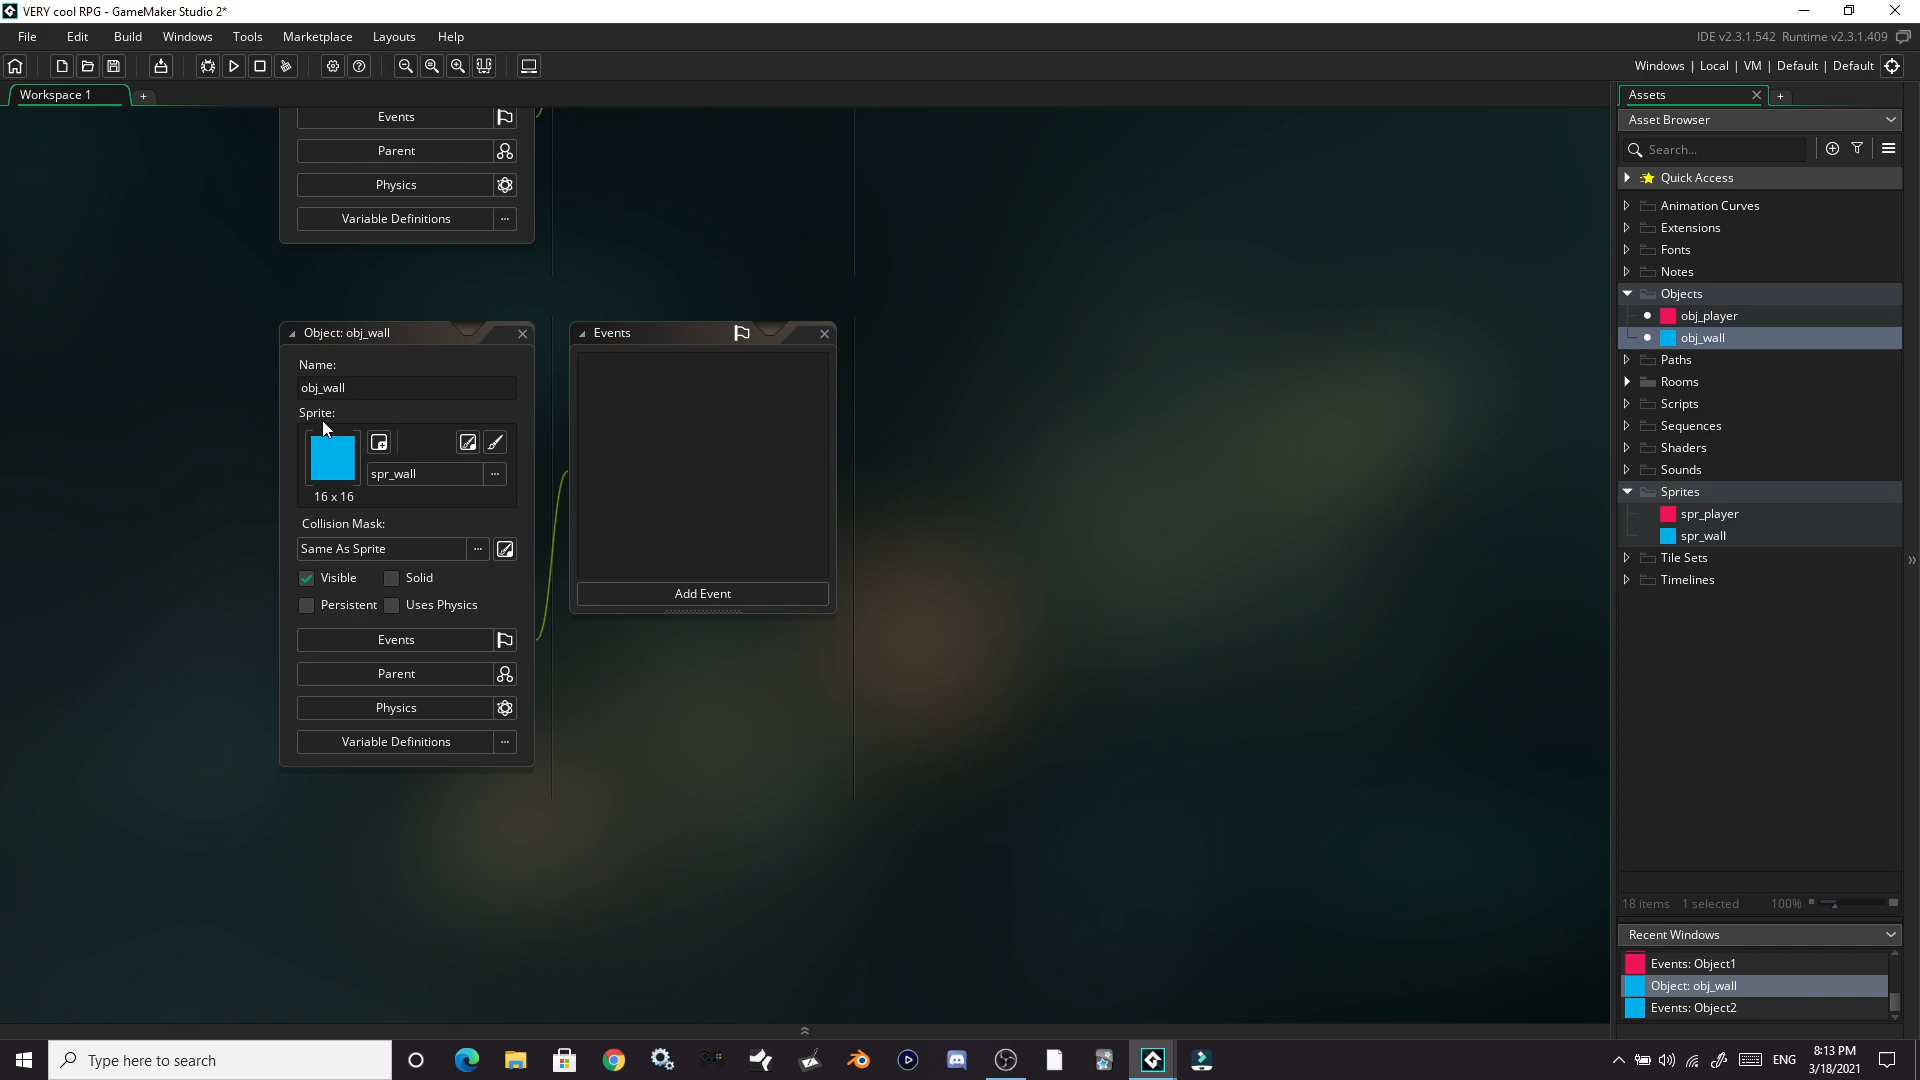 VERY cool RPG - GameMaker Studio 2*
File Edit Build Windows Tools Marketplace Layouts Help
IDE v2.3.1.542 Runtime v2.3.1.409
Windows | Local | VM | Default | Default
Workspace 1
+
Assets
+
Asset Browser
Search...
Quick Access
Animation Curves
Extensions
Fonts
Notes
Objects
obj_player
obj_wall
Paths
Rooms
Scripts
Sequences
Shaders
Sounds
Sprites
spr_player
spr_wall
Tile Sets
Timelines
18 items 1 selected 100%
Recent Windows
Events: Object1
Object: obj_wall
Events: Object2
Events
Parent
Physics
Variable Definitions ...
Object: obj_wall
Name:
obj_wall
Sprite:
spr_wall ...
16 x 16
Collision Mask:
Same As Sprite ...
Visible Solid
Persistent Uses Physics
Events
Parent
Physics
Variable Definitions ...
Events
Add Event
Type here to search
ENG
8:13 PM
3/18/2021